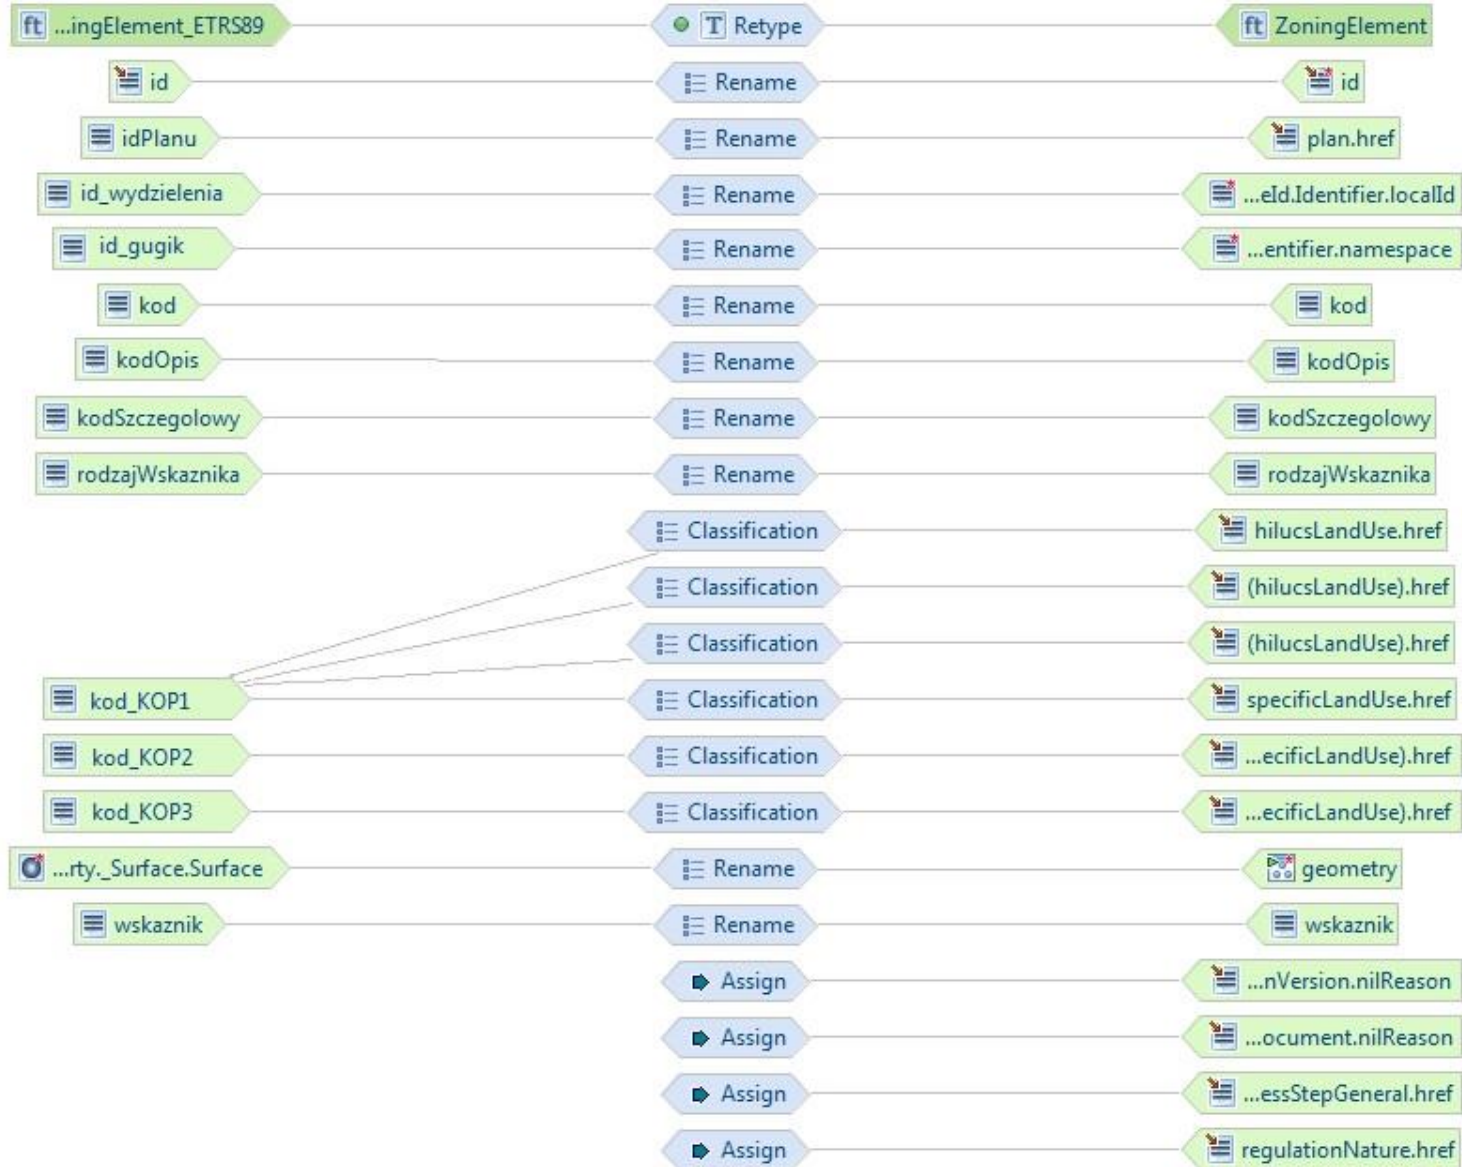 ft ...ingElement_ETRS89 T Retype ft ZoningElement
id Rename id
idPlanu Rename plan.href
id_wydzielenia Rename ...eId.Identifier.localId
id_gugik Rename ...entifier.namespace
kod Rename kod
kodOpis Rename kodOpis
kodSzczegolowy Rename kodSzczegolowy
rodzajWskaznika Rename rodzajWskaznika
Classification hilucsLandUse.href
Classification (hilucsLandUse).href
Classification (hilucsLandUse).href
kod_KOP1 Classification specificLandUse.href
kod_KOP2 Classification ...ecificLandUse).href
kod_KOP3 Classification ...ecificLandUse).href
...rty._Surface.Surface Rename geometry
wskaznik Rename wskaznik
Assign ...nVersion.nilReason
Assign ...ocument.nilReason
Assign ...essStepGeneral.href
Assign regulationNature.href